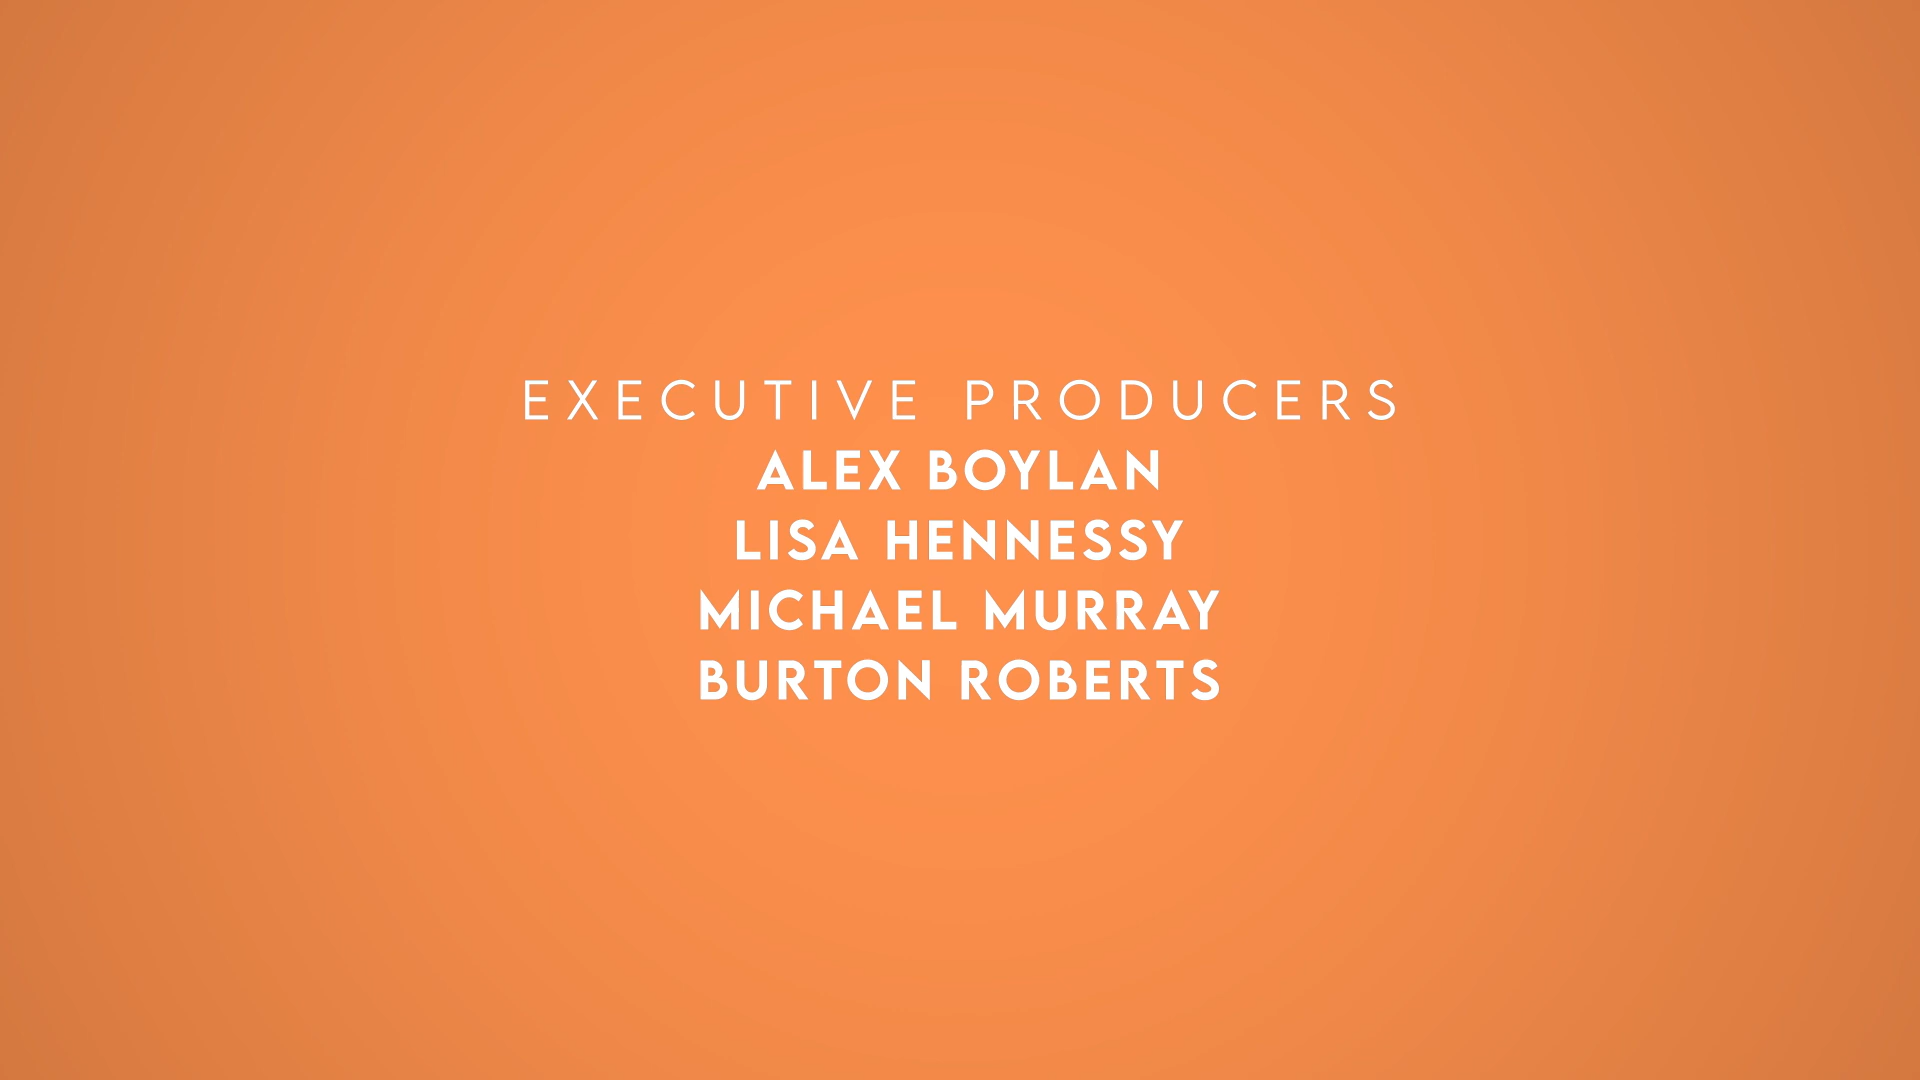 EXECUTIVE PRODUCERS
ALEX BOYLAN
LISA HENNESSY
MICHAEL MURRAY
BURTON ROBERTS